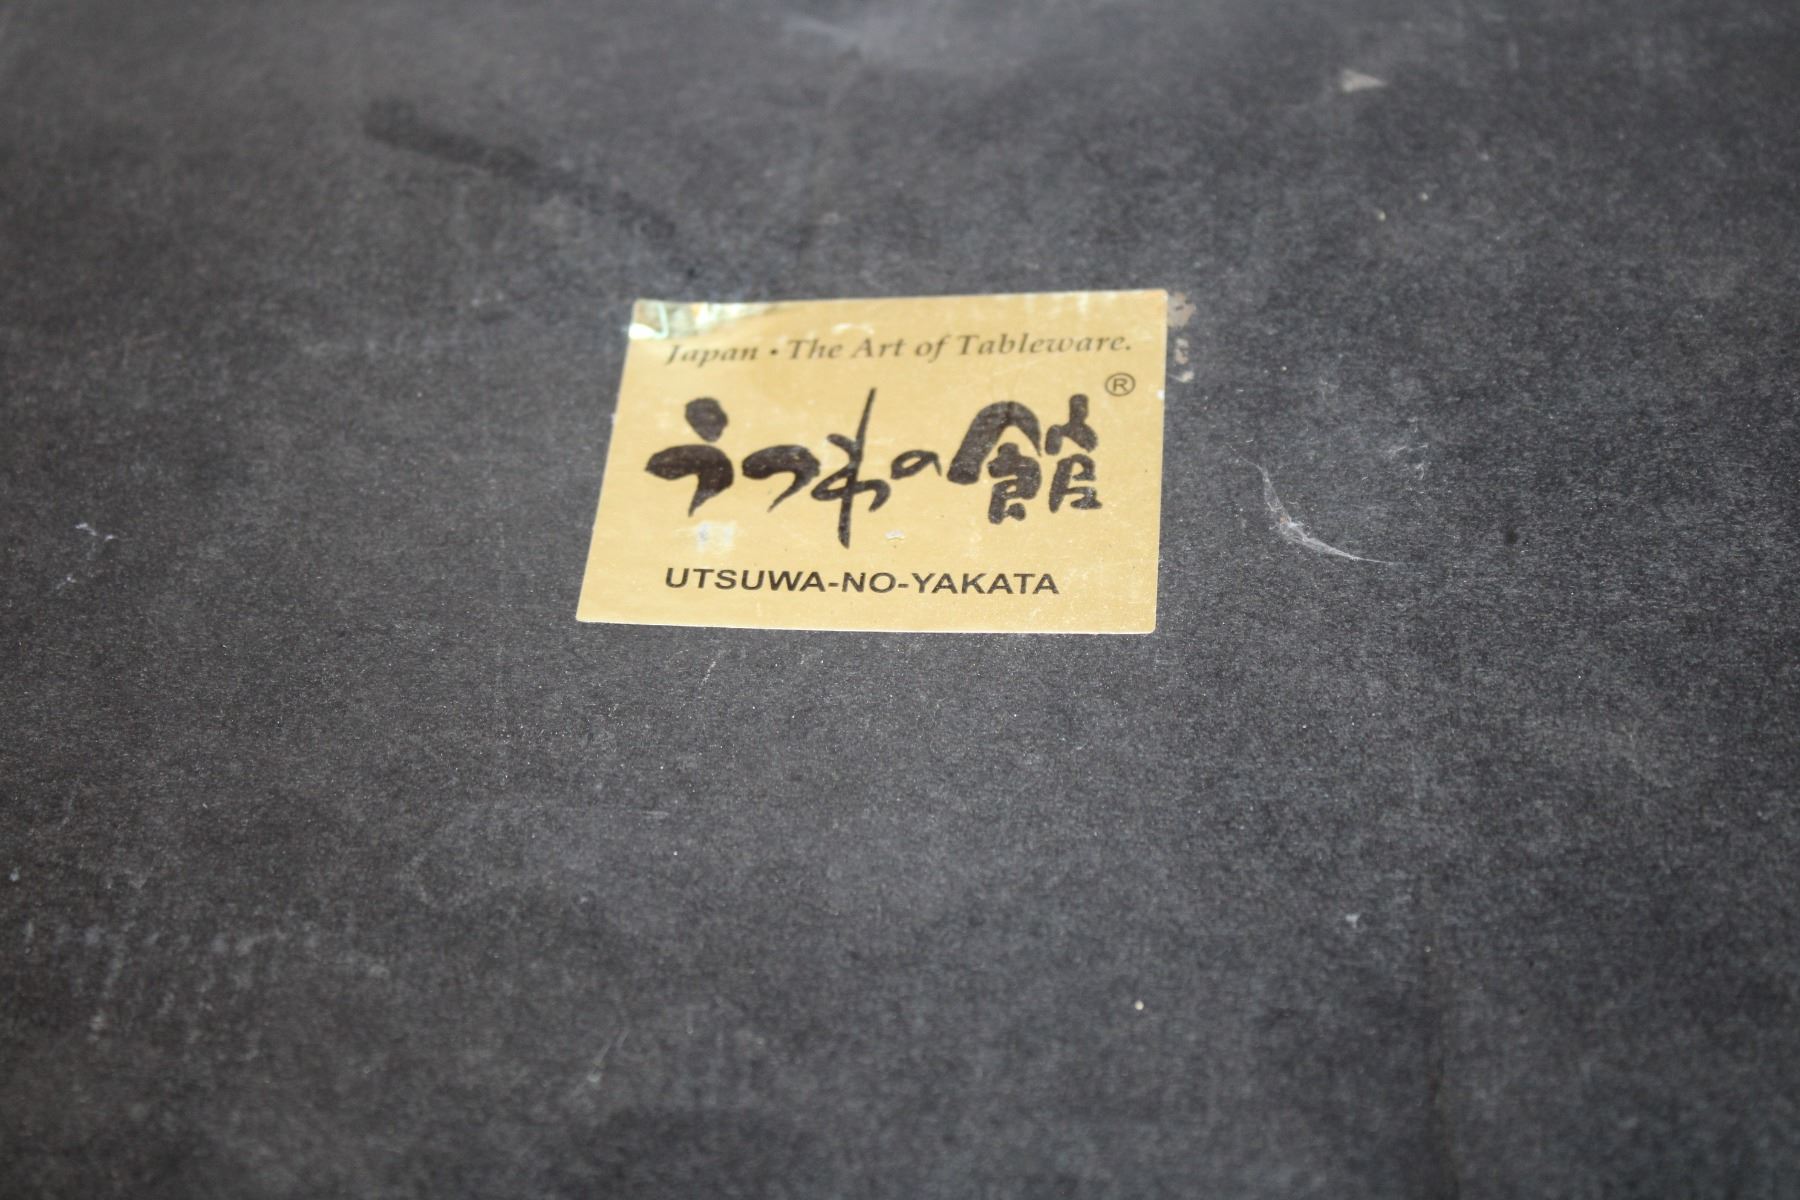 Japan • The Art of Tableware.
うつわの館®
UTSUWA-NO-YAKATA